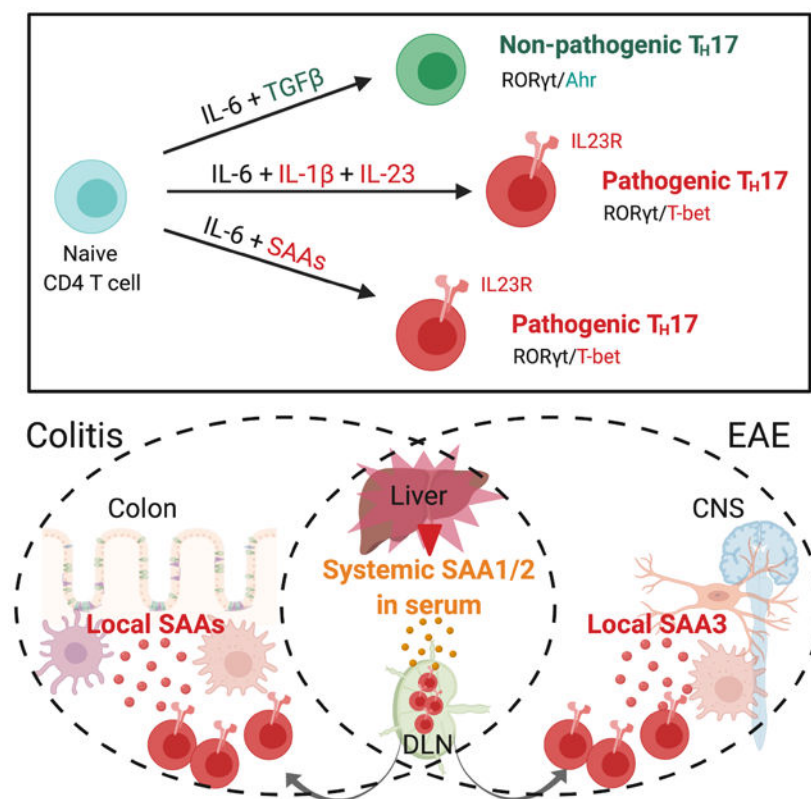 Non-pathogenic TH17
RORγt/Ahr
IL-6 + TGFβ
IL23R
IL-6 + IL-1β + IL-23
Pathogenic TH17
RORγt/T-bet
Naive
CD4 T cell
IL-6 + SAAs
IL23R
Pathogenic TH17
RORγt/T-bet
Colitis
EAE
Liver
Colon
CNS
Systemic SAA1/2
in serum
Local SAAs
Local SAA3
DLN